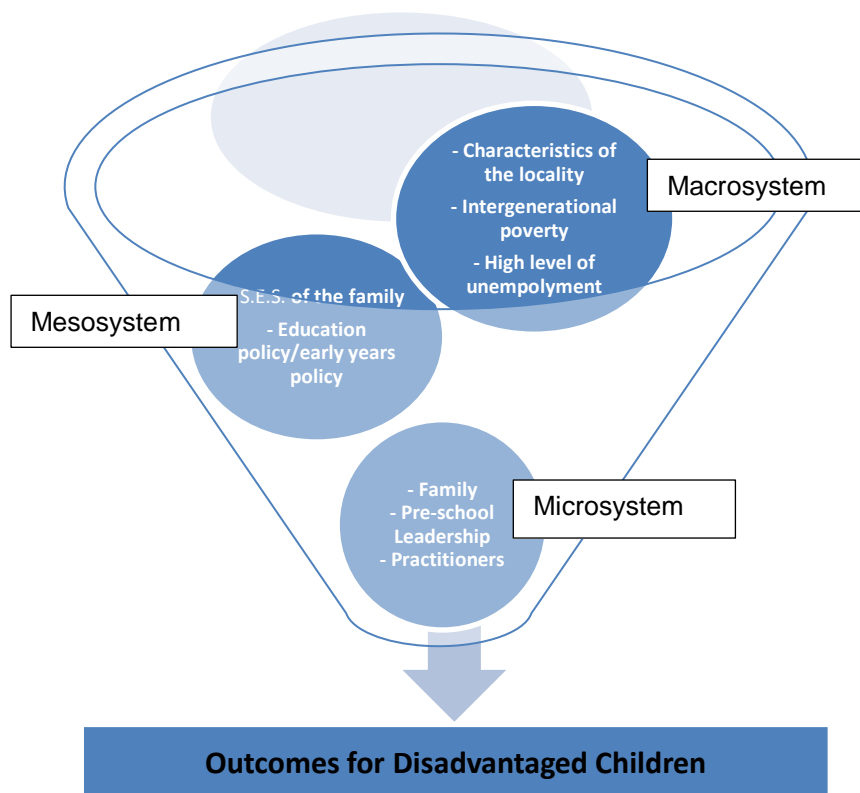 - Characteristics of
the locality
- Intergenerational
poverty
- High level of
unempolyment
Macrosystem
Mesosystem
S.E.S. of the family
- Education
policy/early years
policy
- Family
- Pre-school
Leadership
- Practitioners
Microsystem
Outcomes for Disadvantaged Children